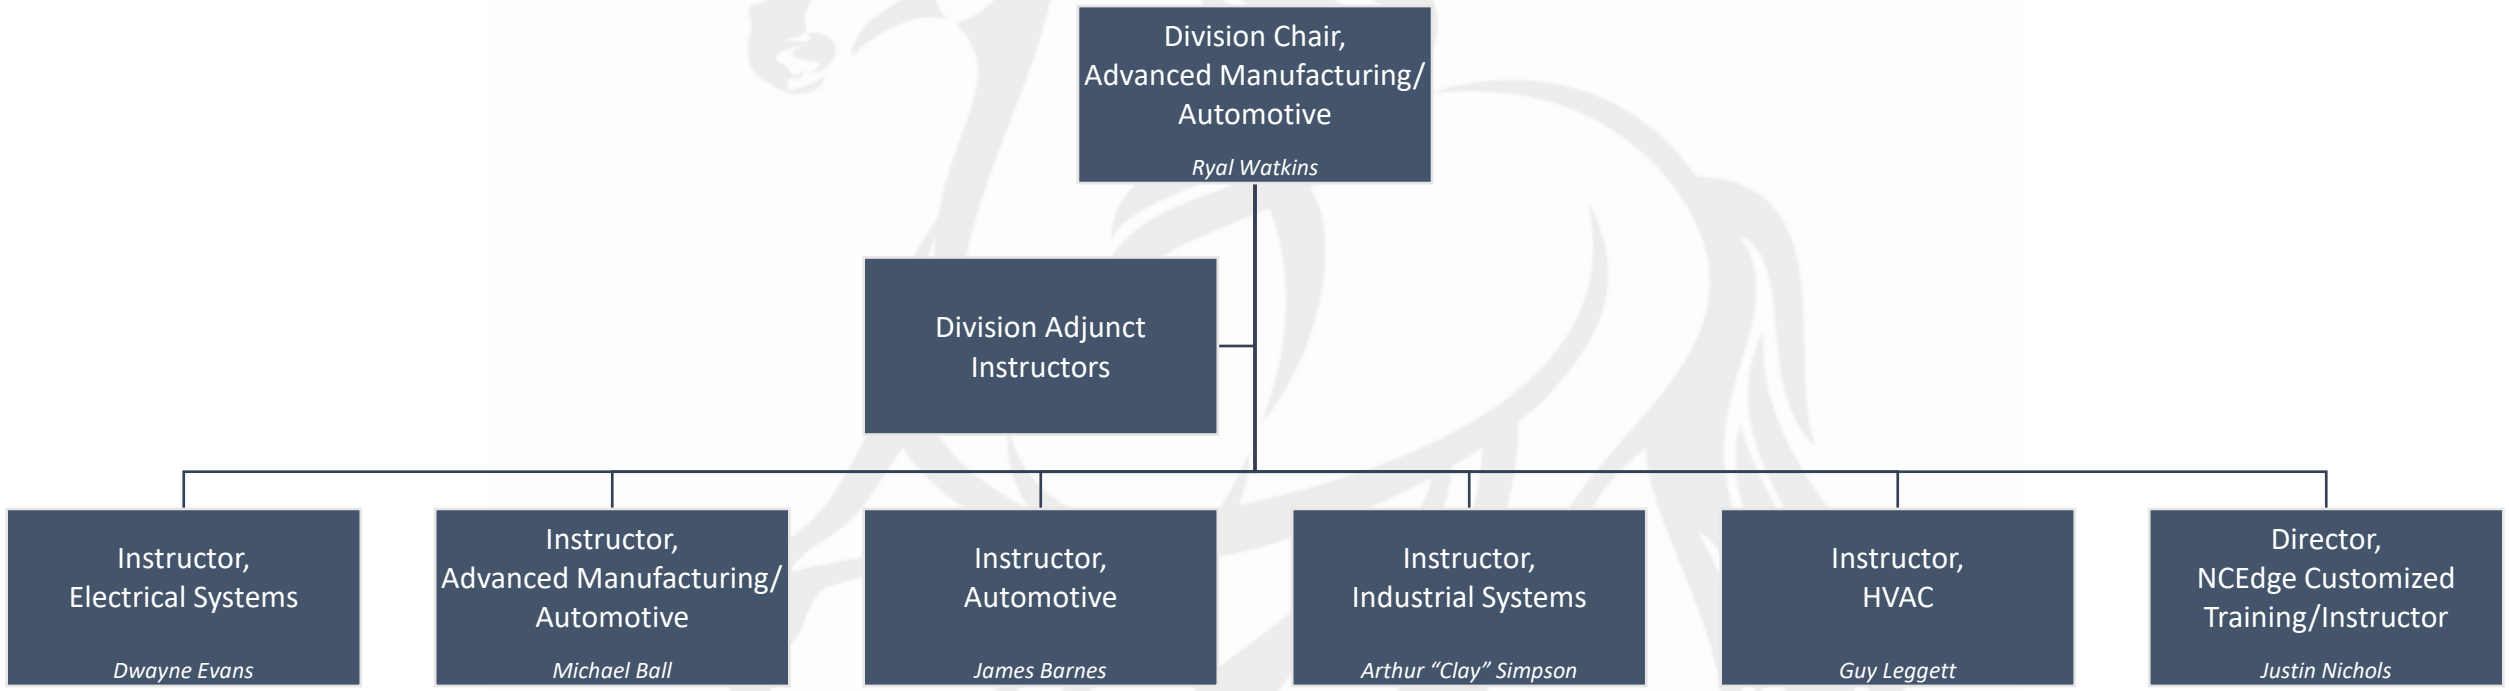 Division Chair,
Advanced Manufacturing/
Automotive
Ryal Watkins
Division Adjunct
Instructors
Instructor,
Electrical Systems
Dwayne Evans
Instructor,
Advanced Manufacturing/
Automotive
Michael Ball
Instructor,
Automotive
James Barnes
Instructor,
Industrial Systems
Arthur “Clay” Simpson
Instructor,
HVAC
Guy Leggett
Director,
NCEdge Customized
Training/Instructor
Justin Nichols